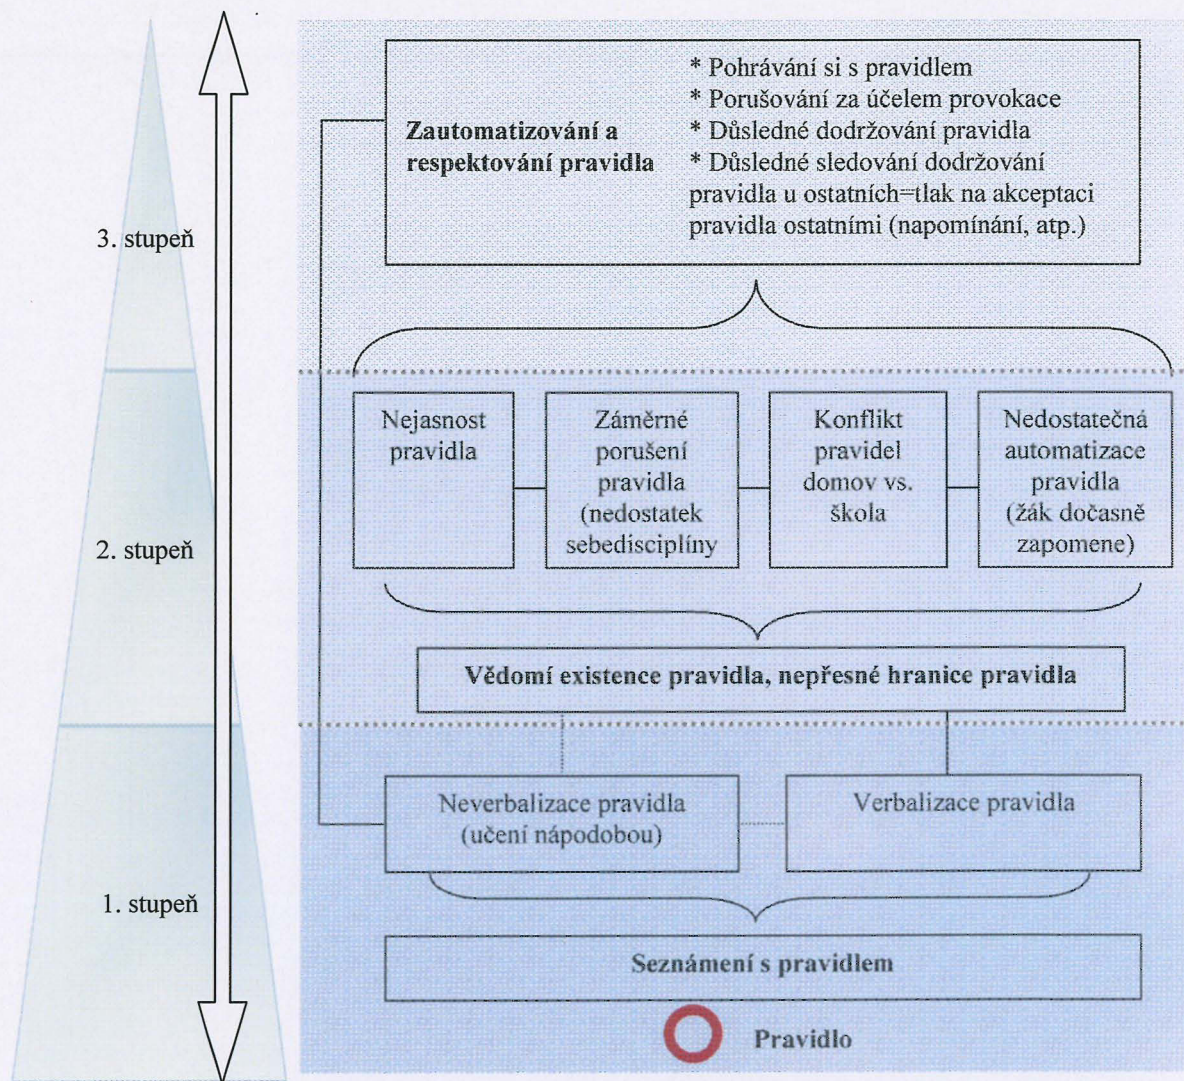 Zautomatizování a
respektování pravidla
* Pohrávání si s pravidlem
* Porušování za účelem provokace
* Důsledné dodržování pravidla
* Důsledné sledování dodržování
pravidla u ostatních=tlak na akceptaci
pravidla ostatními (napomínání, atp.)
3. stupeň
Nejasnost
pravidla
Záměrné
porušení
pravidla
(nedostatek
sebedisciplíny
Konflikt
pravidel
domov vs.
škola
Nedostatečná
automatizace
pravidla
(žák dočasně
zapomene)
2. stupeň
Vědomí existence pravidla, nepřesné hranice pravidla
Neverbalizace pravidla
(učení nápodobou)
Verbalizace pravidla
1. stupeň
Seznámení s pravidlem
Pravidlo